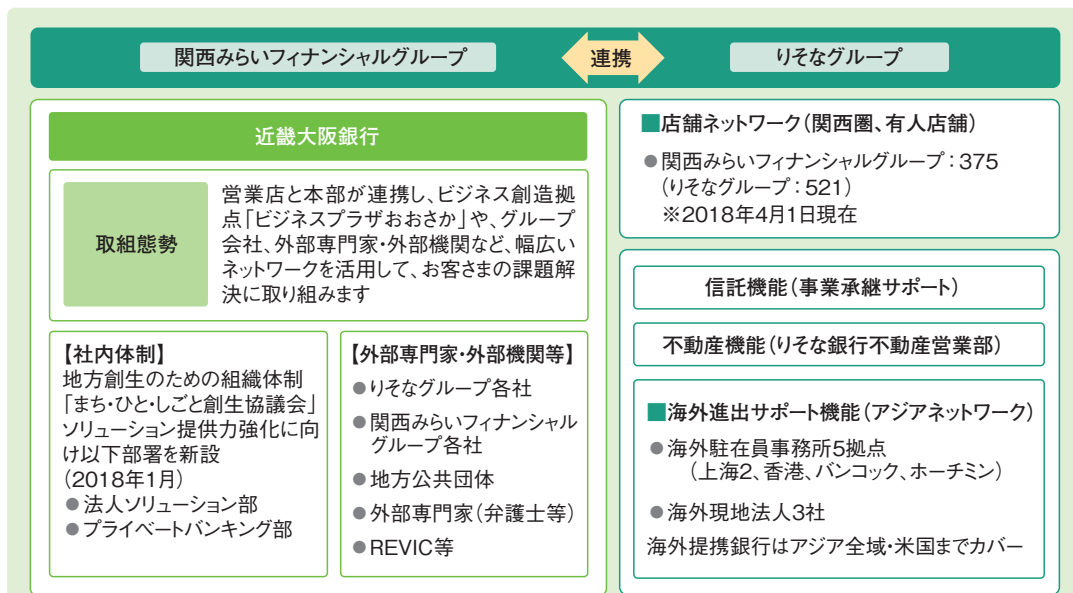 関西みらいフィナンシャルグループ
連携
りそなグループ
近畿大阪銀行
取組態勢
営業店と本部が連携し、ビジネス創造拠
点「ビジネスプラザおおさか」や、グループ
会社、外部専門家・外部機関など、幅広い
ネットワークを活用して、お客さまの課題解
決に取り組みます
【社内体制】
地方創生のための組織体制
「まち・ひと・しごと創生協議会」
ソリューション提供力強化に向
け以下部署を新設
(2018年1月)
●法人ソリューション部
●プライベートバンキング部
【外部専門家・外部機関等】
●りそなグループ各社
●関西みらいフィナンシャル
グループ各社
●地方公共団体
●外部専門家(弁護士等)
●REVIC等
■店舗ネットワーク(関西圏、有人店舗)
●関西みらいフィナンシャルグループ:375
(りそなグループ:521)
※2018年4月1日現在
信託機能(事業承継サポート)
不動産機能(りそな銀行不動産営業部)
■海外進出サポート機能(アジアネットワーク)
●海外駐在員事務所5拠点
(上海2、香港、バンコック、ホーチミン)
●海外現地法人3社
海外提携銀行はアジア全域・米国までカバー